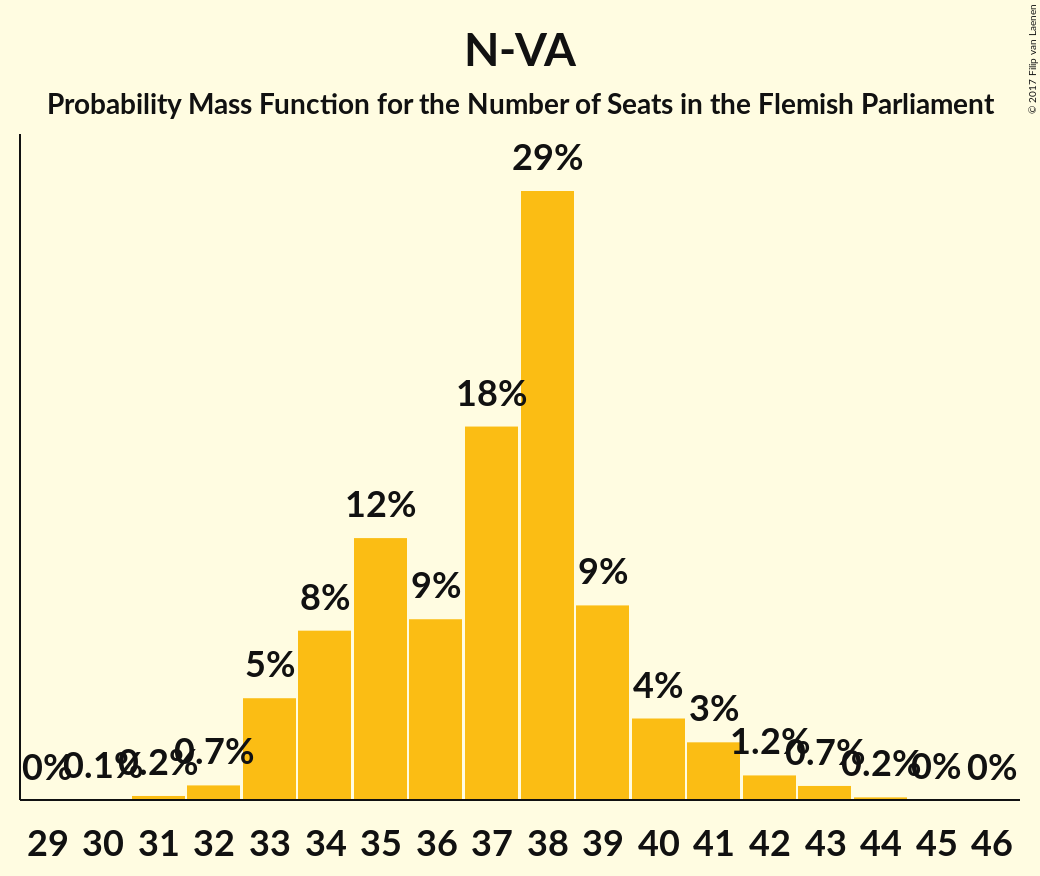 N-VA
Probability Mass Function for the Number of Seats in the Flemish Parliament
© 2017 Filip van Laenen
29%
18%
12%
9%
9%
8%
5%
4%
3%
0% 0.1% 0.2% 0.7% 1.2% 0.7% 0.2% 0% 0%
29 30 31 32 33 34 35 36 37 38 39 40 41 42 43 44 45 46